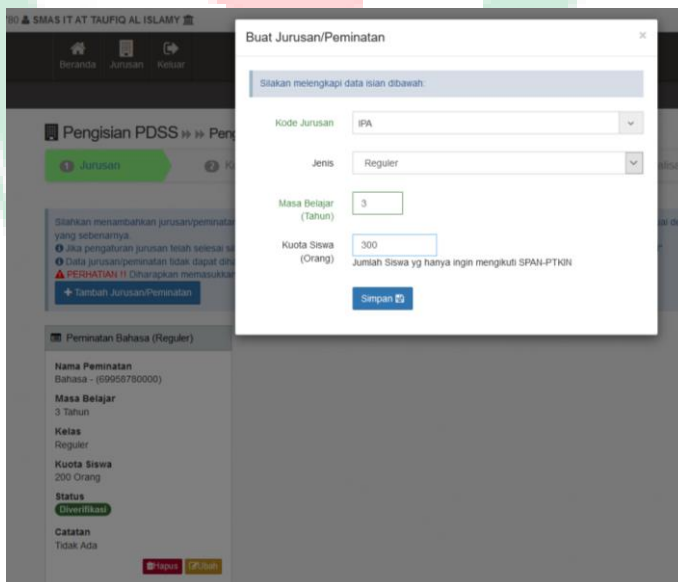 SMAS IT AT TAUFIQ AL ISLAMY
Beranda Jurusan Keluar
Buat Jurusan/Peminatan
×
Silakan melengkapi data isian dibawah:
Kode Jurusan IPA
Jenis Reguler
Masa Belajar (Tahun) 3
Kuota Siswa (Orang) 300
Jumlah Siswa yg hanya ingin mengikuti SPAN-PTKIN
Simpan
Pengisian PDSS » »
1 Jurusan 2
Silahkan menambahkan jurusan/peminatan
yang sebenarnya.
Jika pengaturan jurusan telah selesai
Data jurusan/peminatan tidak dapat
PERHATIAN !! Diharapkan memasukkan
+ Tambah Jurusan/Peminatan
Peminatan Bahasa (Reguler)
Nama Peminatan
Bahasa - (69956780000)
Masa Belajar
3 Tahun
Kelas
Reguler
Kuota Siswa
200 Orang
Status
Diverifikasi
Catatan
Tidak Ada
Hapus Ubah